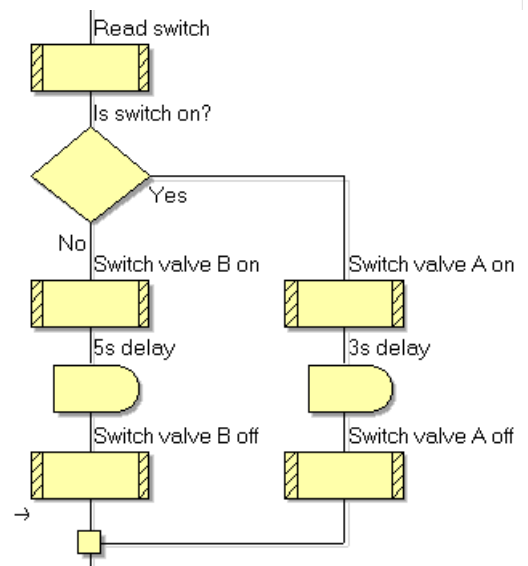 Read switch
Is switch on?
Yes
No
Switch valve B on
Switch valve A on
5s delay
3s delay
Switch valve B off
Switch valve A off